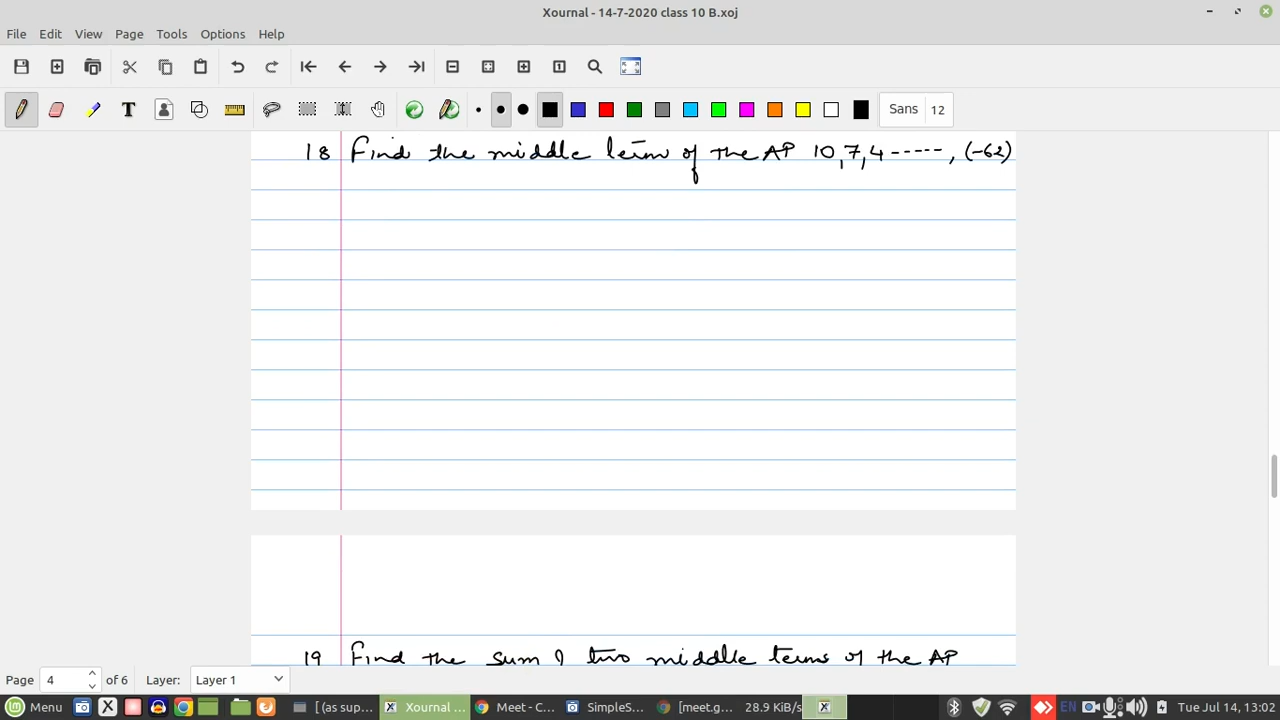 Xournal - 14-7-2020 class 10 B.xoj
File Edit View Page Tools Options Help
Sans 12
18 Find the middle term of the AP 10,7,4-----, (-62)
19 Find the sum of two middle terms of the AP
Page 4 of 6 Layer: Layer 1
Menu [(as sup... Xournal ... Meet - C... SimpleS... [meet.g... 28.9 KiB/s EN Tue Jul 14, 13:02